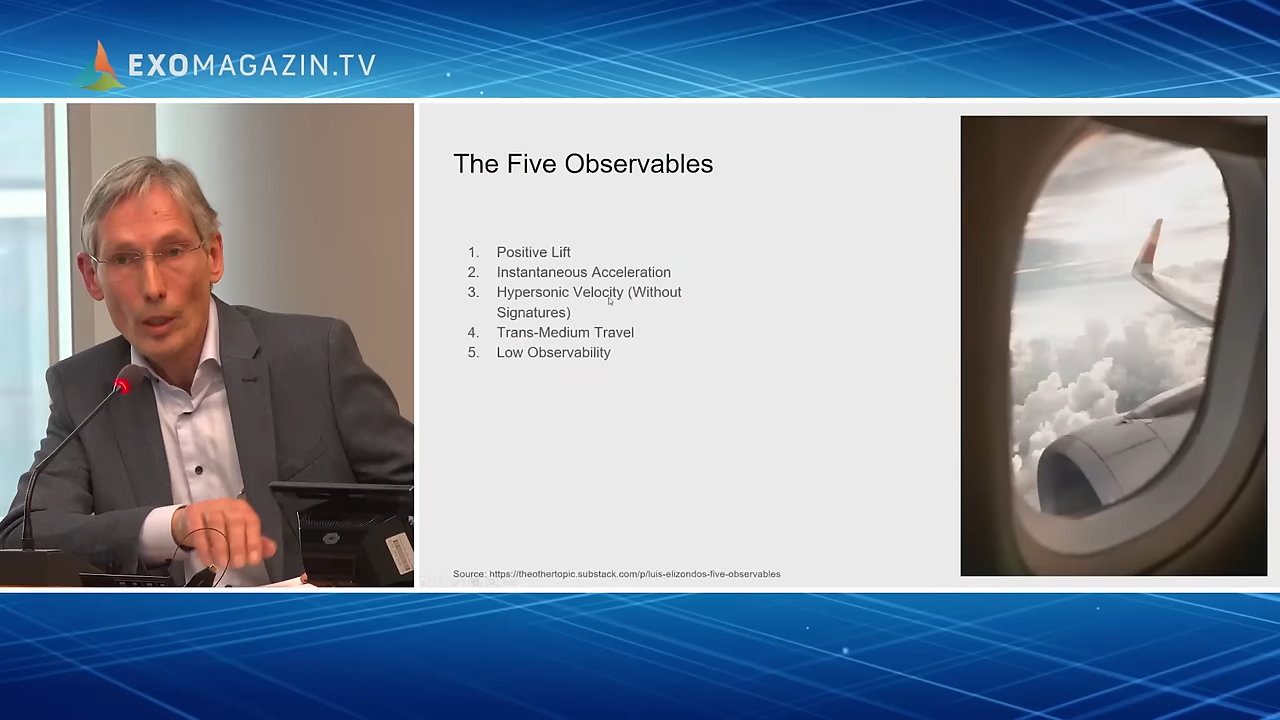 EXOMAGAZIN.TV
The Five Observables
1. Positive Lift
2. Instantaneous Acceleration
3. Hypersonic Velocity (Without
Signatures)
4. Trans-Medium Travel
5. Low Observability
Source: https://theothertopic.substack.com/p/luis-elizondos-five-observables